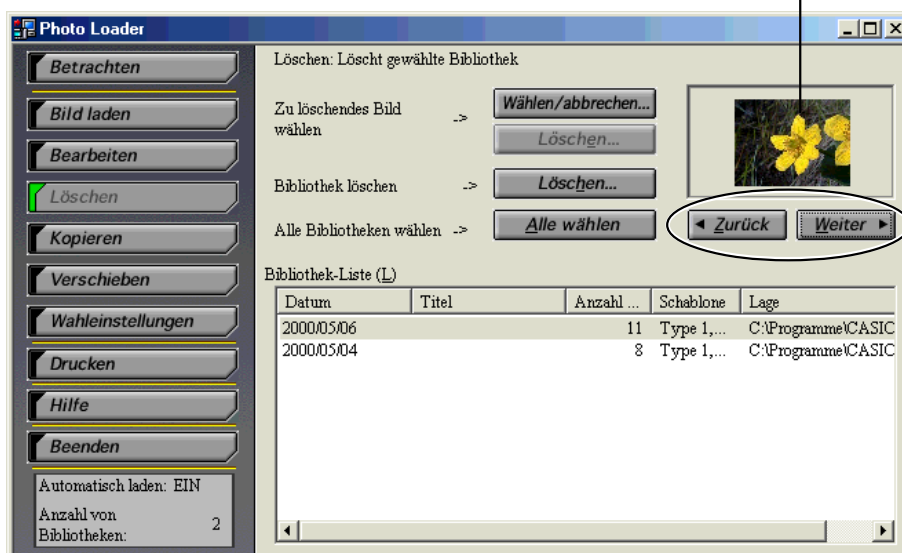 Photo Loader
Betrachten
Bild laden
Bearbeiten
Löschen
Kopieren
Verschieben
Wahleinstellungen
Drucken
Hilfe
Beenden
Automatisch laden: EIN
Anzahl von
Bibliotheken: 2
Löschen: Löscht gewählte Bibliothek
Zu löschendes Bild
wählen
->
Wählen/abbrechen...
Löschen...
Bibliothek löschen -> Löschen...
Alle Bibliotheken wählen -> Alle wählen
Zurück Weiter
Bibliothek-Liste (L)
Datum Titel Anzahl ... Schablone Lage
2000/05/06 11 Type 1,... C:\Programme\CASIC
2000/05/04 8 Type 1,... C:\Programme\CASIC